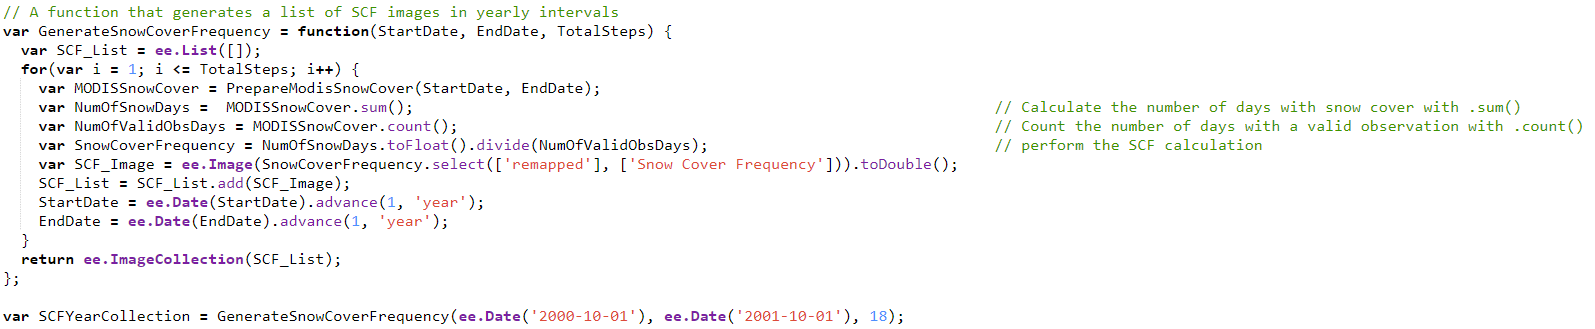 // A function that generates a list of SCF images in yearly intervals
var GenerateSnowCoverFrequency = function(StartDate, EndDate, TotalSteps) {
  var SCF_List = ee.List([]);
  for(var i = 1; i <= TotalSteps; i++) {
    var MODISSnowCover = PrepareModisSnowCover(StartDate, EndDate);
    var NumOfSnowDays =  MODISSnowCover.sum(); // Calculate the number of days with snow cover with .sum()
    var NumOfValidObsDays = MODISSnowCover.count(); // Count the number of days with a valid observation with .count()
    var SnowCoverFrequency = NumOfSnowDays.toFloat().divide(NumOfValidObsDays); // perform the SCF calculation
    var SCF_Image = ee.Image(SnowCoverFrequency.select(['remapped'], ['Snow Cover Frequency'])).toDouble();
    SCF_List = SCF_List.add(SCF_Image);
    StartDate = ee.Date(StartDate).advance(1, 'year');
    EndDate = ee.Date(EndDate).advance(1, 'year');
  }
  return ee.ImageCollection(SCF_List);
};
var SCFYearCollection = GenerateSnowCoverFrequency(ee.Date('2000-10-01'), ee.Date('2001-10-01'), 18);